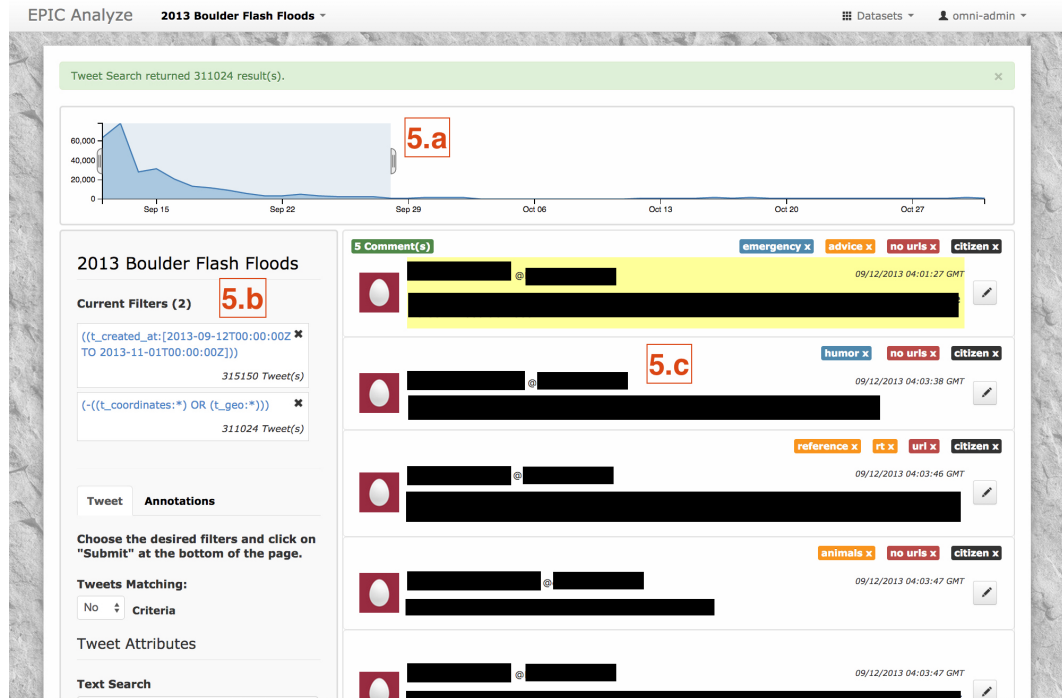 EPIC Analyze 2013 Boulder Flash Floods Datasets omni-admin
Tweet Search returned 311024 result(s). ×
5.a
60,000
40,000
20,000
0
Sep 15 Sep 22 Sep 29 Oct 06 Oct 13 Oct 20 Oct 27
2013 Boulder Flash Floods
Current Filters (2)
5.b
((t_created_at:[2013-09-12T00:00:00Z ✖
TO 2013-11-01T00:00:00Z]))
315150 Tweet(s)
(-((t_coordinates:*) OR (t_geo:*))) ✖
311024 Tweet(s)
Tweet Annotations
Choose the desired filters and click on
"Submit" at the bottom of the page.
Tweets Matching:
No Criteria
Tweet Attributes
Text Search
5 Comment(s) emergency x advice x no urls x citizen x
@ 09/12/2013 04:01:27 GMT
5.c
humor x no urls x citizen x
@ 09/12/2013 04:03:38 GMT
reference x rt x url x citizen x
@ 09/12/2013 04:03:46 GMT
animals x no urls x citizen x
@ 09/12/2013 04:03:47 GMT
@ 09/12/2013 04:03:47 GMT